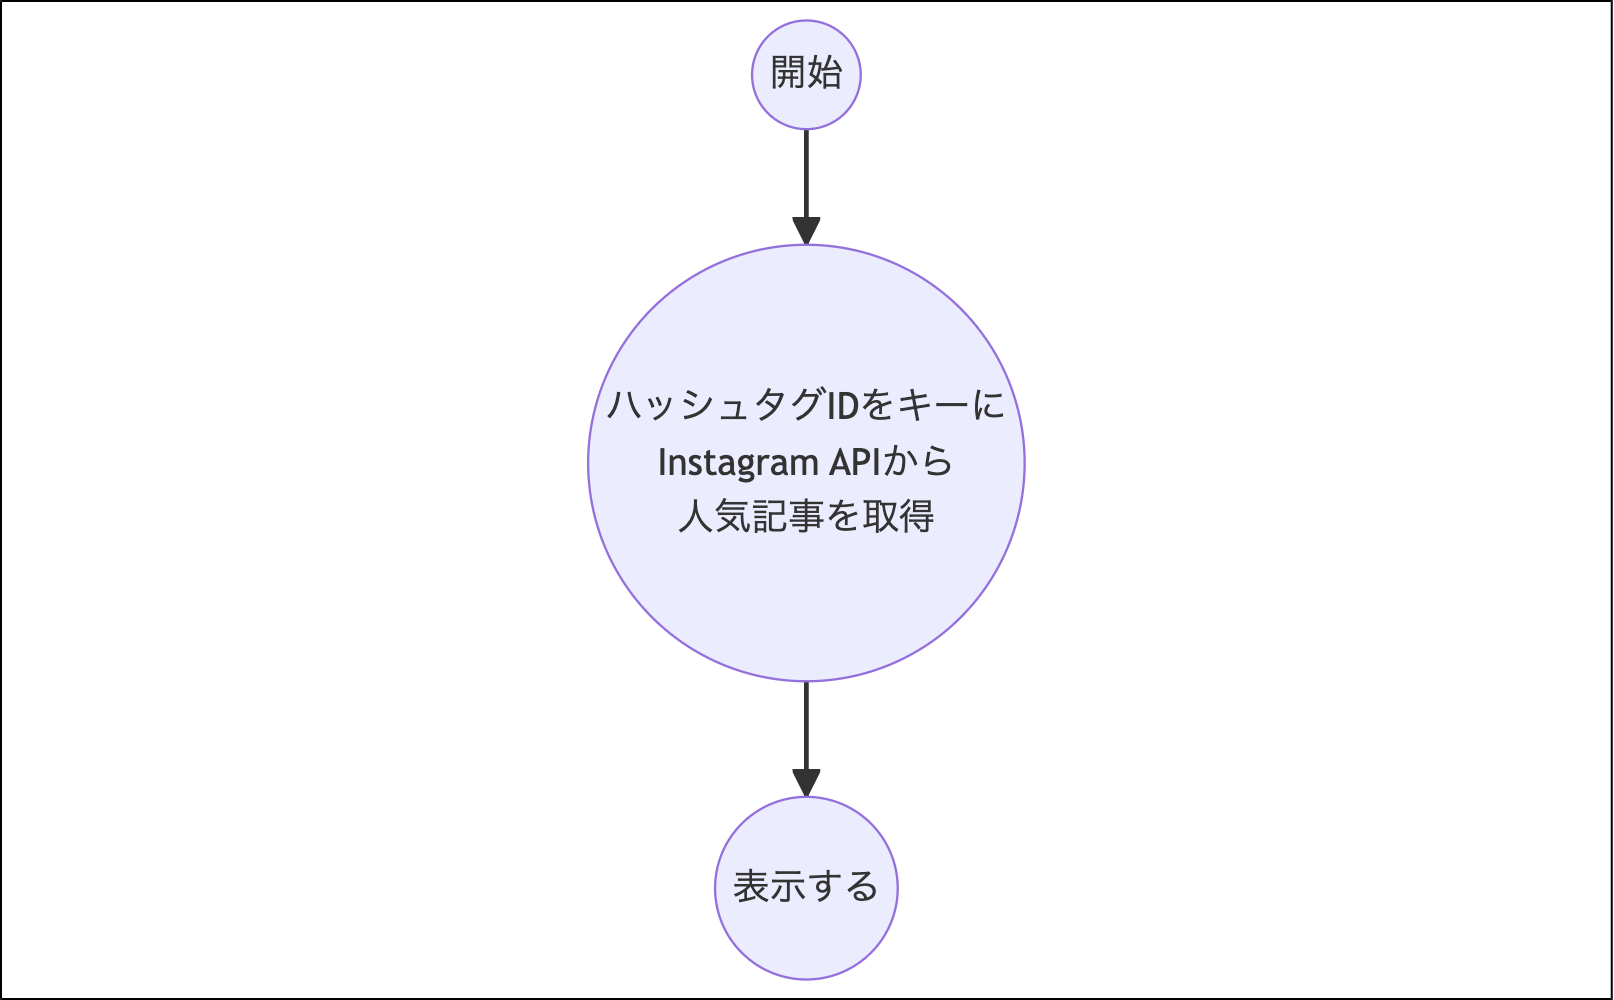 開始
ハッシュタグIDをキーに
Instagram APIから
人気記事を取得
表示する